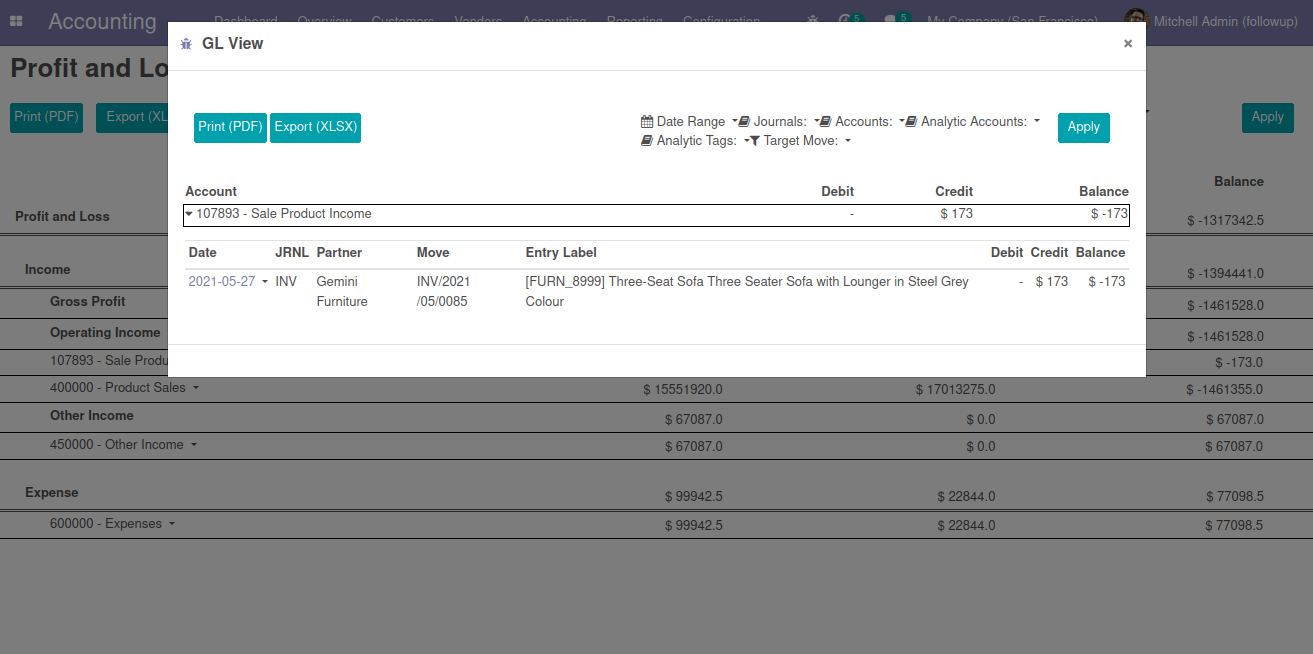 Accounting Dashboard Overview Customers Vendors Accounting Reporting Configuration 5 5 My Company (San Francisco) Mitchell Admin (followup)
GL View ×
Profit and Lo
Print (PDF) Export (XL Apply
Print (PDF) Export (XLSX) Date Range Journals: Accounts: Analytic Accounts: Apply
Analytic Tags: Target Move:
Balance
Account Debit Credit Balance
107893 - Sale Product Income - $ 173 $ -173
Profit and Loss $ -1317342.5
Date JRNL Partner Move Entry Label Debit Credit Balance
Income $ -1394441.0
2021-05-27 INV Gemini INV/2021 [FURN_8999] Three-Seat Sofa Three Seater Sofa with Lounger in Steel Grey - $ 173 $ -173
Furniture /05/0085 Colour
Gross Profit $ -1461528.0
Operating Income $ -1461528.0
107893 - Sale Produ $ -173.0
400000 - Product Sales $ 15551920.0 $ 17013275.0 $ -1461355.0
Other Income $ 67087.0 $ 0.0 $ 67087.0
450000 - Other Income $ 67087.0 $ 0.0 $ 67087.0
Expense $ 99942.5 $ 22844.0 $ 77098.5
600000 - Expenses $ 99942.5 $ 22844.0 $ 77098.5